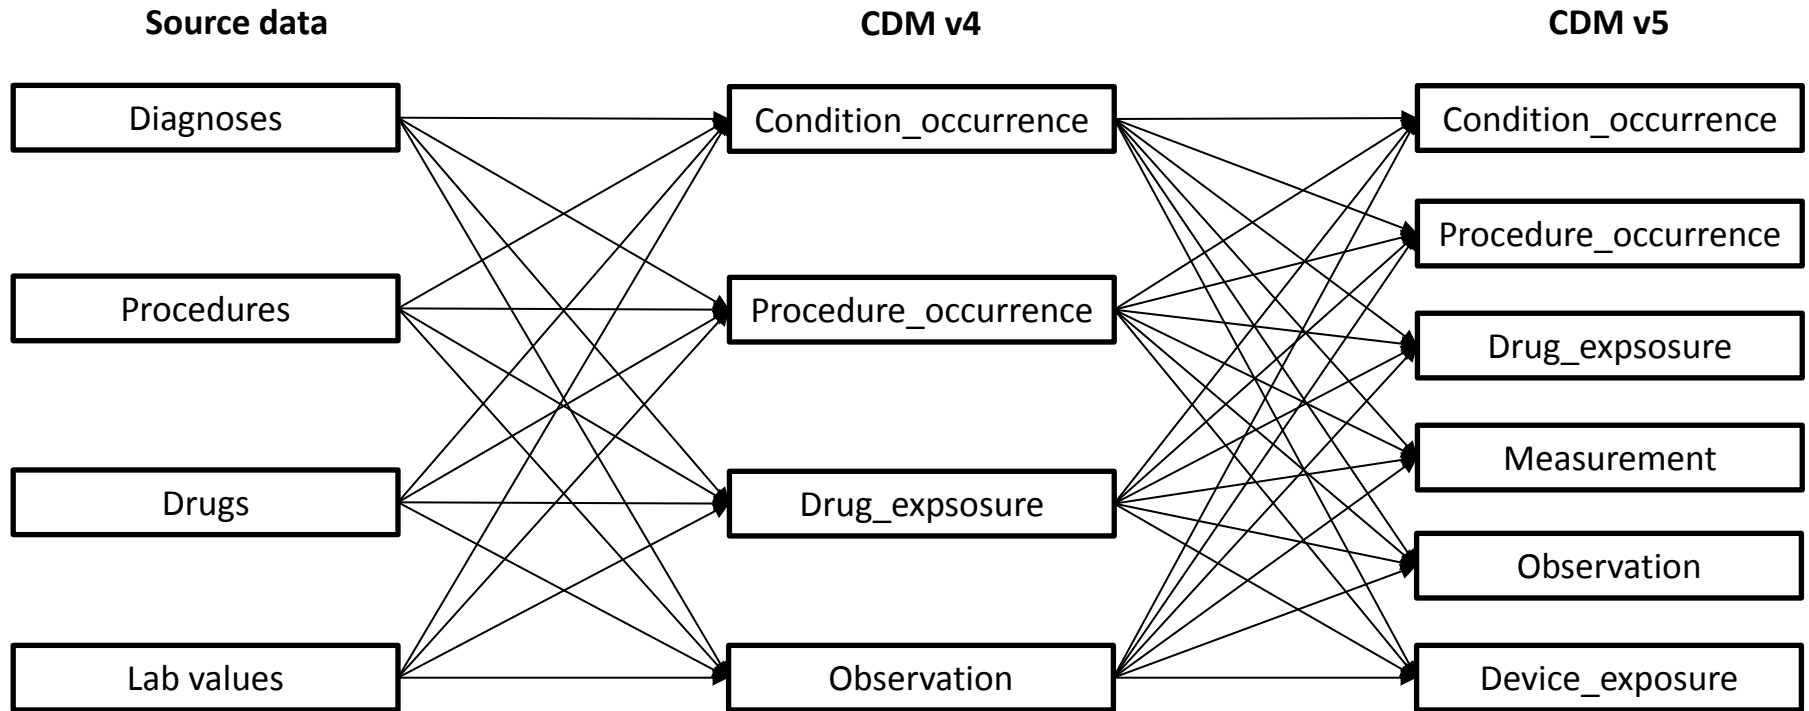 Source data
CDM v4
CDM v5
Diagnoses
Condition_occurrence
Condition_occurrence
Procedure_occurrence
Procedures
Procedure_occurrence
Drug_expsosure
Measurement
Drugs
Drug_expsosure
Observation
Lab values
Observation
Device_exposure